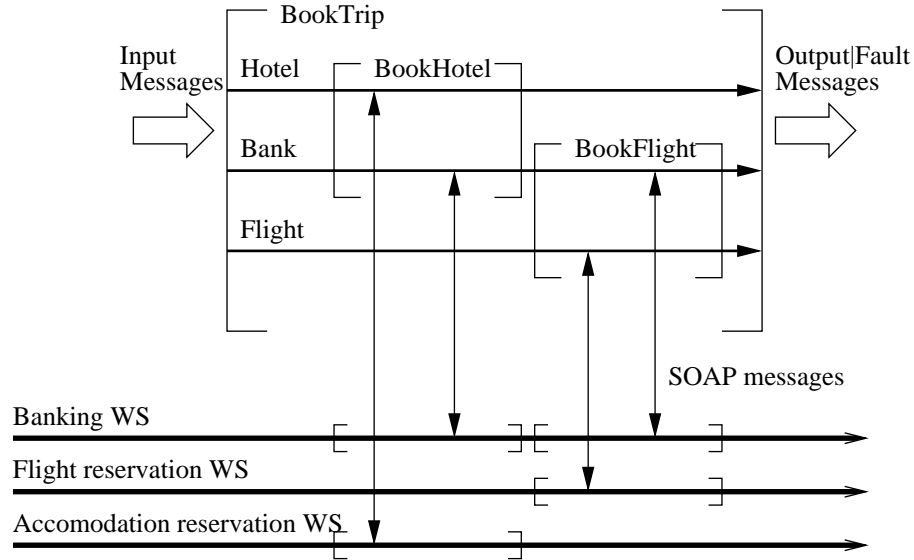 BookTrip
Input
Messages
Output|Fault
Messages
Hotel
BookHotel
Bank
BookFlight
Flight
SOAP messages
Banking WS
Flight reservation WS
Accomodation reservation WS